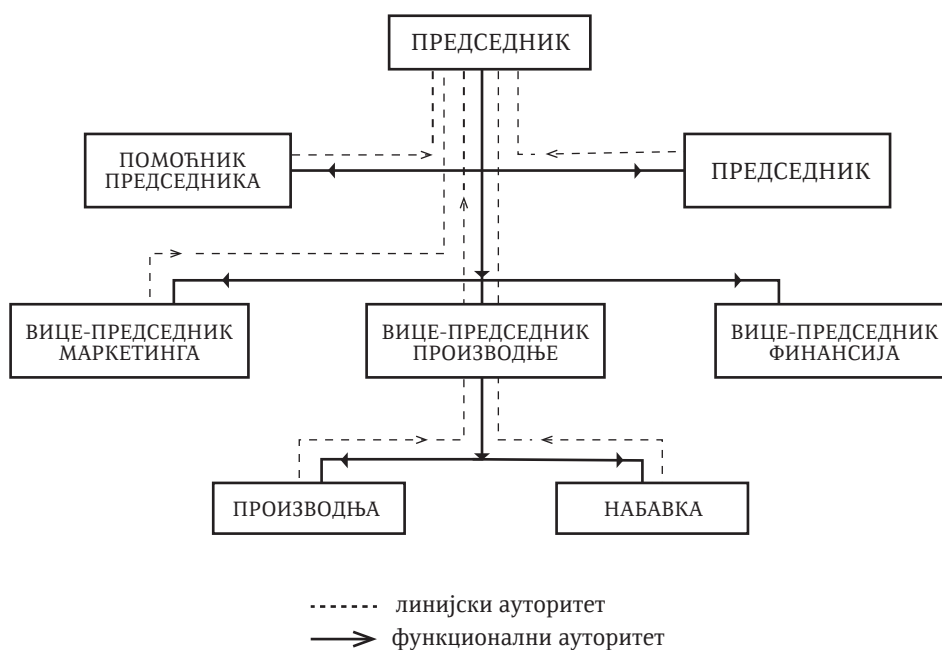 ПРЕДСЕДНИК
ПОМОЋНИК
ПРЕДСЕДНИКА
ПРЕДСЕДНИК
ВИЦЕ-ПРЕДСЕДНИК
МАРКЕТИНГА
ВИЦЕ-ПРЕДСЕДНИК
ПРОИЗВОДЊЕ
ВИЦЕ-ПРЕДСЕДНИК
ФИНАНСИЈА
ПРОИЗВОДЊА
НАБАВКА
линијски ауторитет
функционални ауторитет